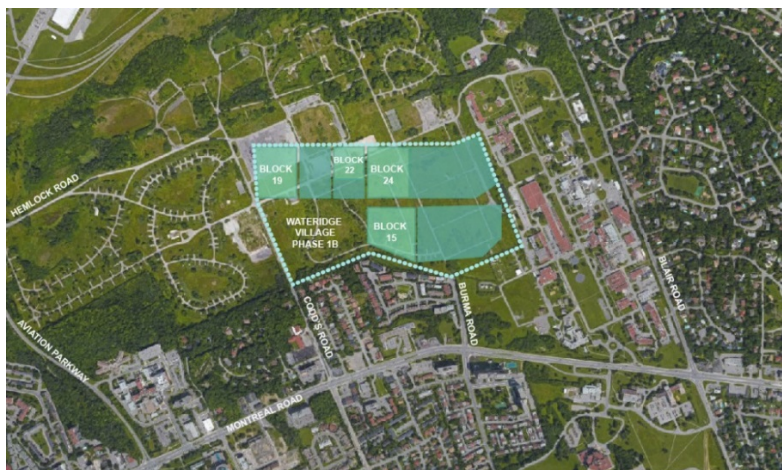 BLOCK
22
BLOCK
19
BLOCK
24
HEMLOCK ROAD
WATERIDGE
VILLAGE
PHASE 1B
BLOCK
15
BLAIR ROAD
BURMA ROAD
CODD'S ROAD
AVIATION PARKWAY
MONTREAL ROAD